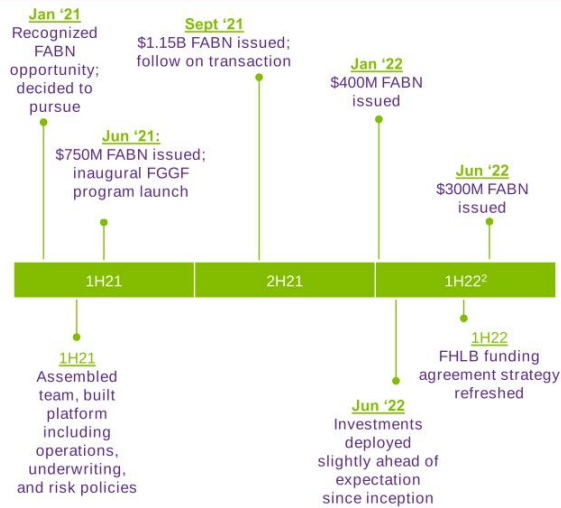 Jan ‘21
Recognized
FABN
opportunity;
decided to
pursue
Jun ‘21:
$750M FABN issued;
inaugural FGGF
program launch
Sept ‘21
$1.15B FABN issued;
follow on transaction
Jan ‘22
$400M FABN
issued
Jun ‘22
$300M FABN
issued
1H21
2H21
1H22²
1H21
Assembled
team, built
platform
including
operations,
underwriting,
and risk policies
Jun ‘22
Investments
deployed
slightly ahead of
expectation
since inception
1H22
FHLB funding
agreement strategy
refreshed